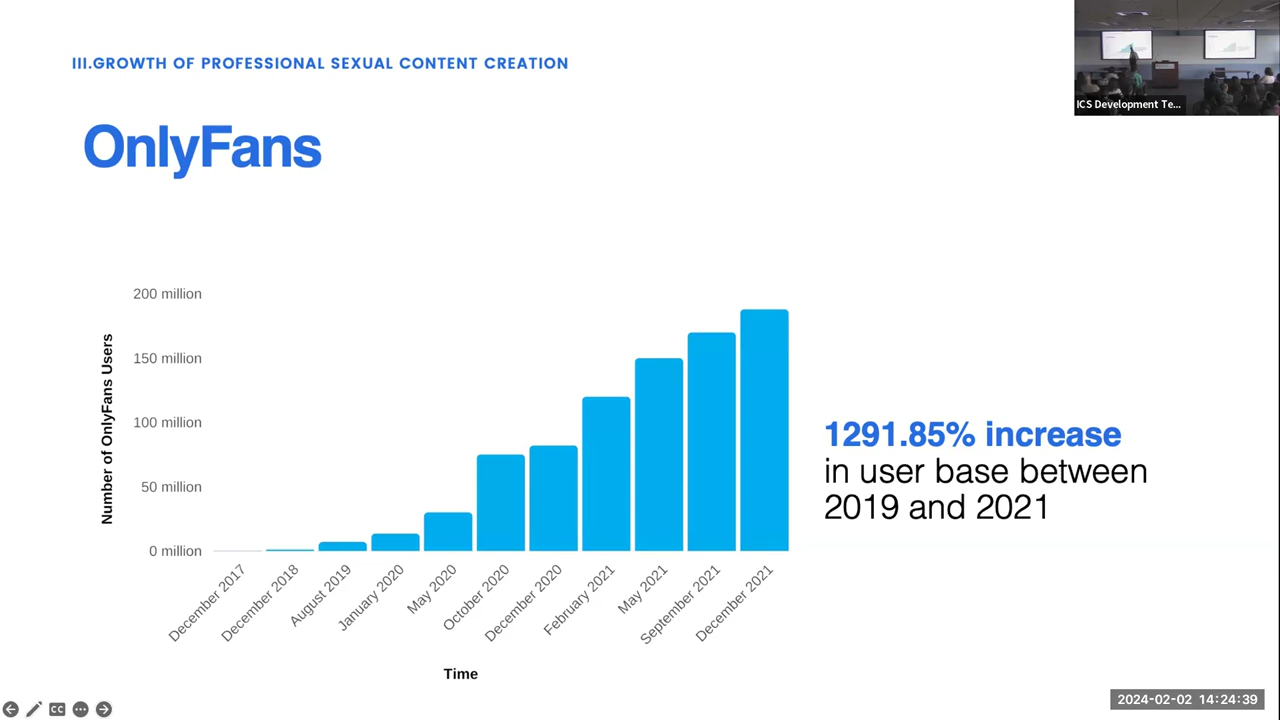 III.GROWTH OF PROFESSIONAL SEXUAL CONTENT CREATION
ICS Development Te...
OnlyFans
200 million
150 million
100 million
50 million
0 million
Number of OnlyFans Users
December 2017
December 2018
August 2019
January 2020
May 2020
October 2020
December 2020
February 2021
May 2021
September 2021
December 2021
Time
1291.85% increase
in user base between
2019 and 2021
CC
2024-02-02 14:24:39